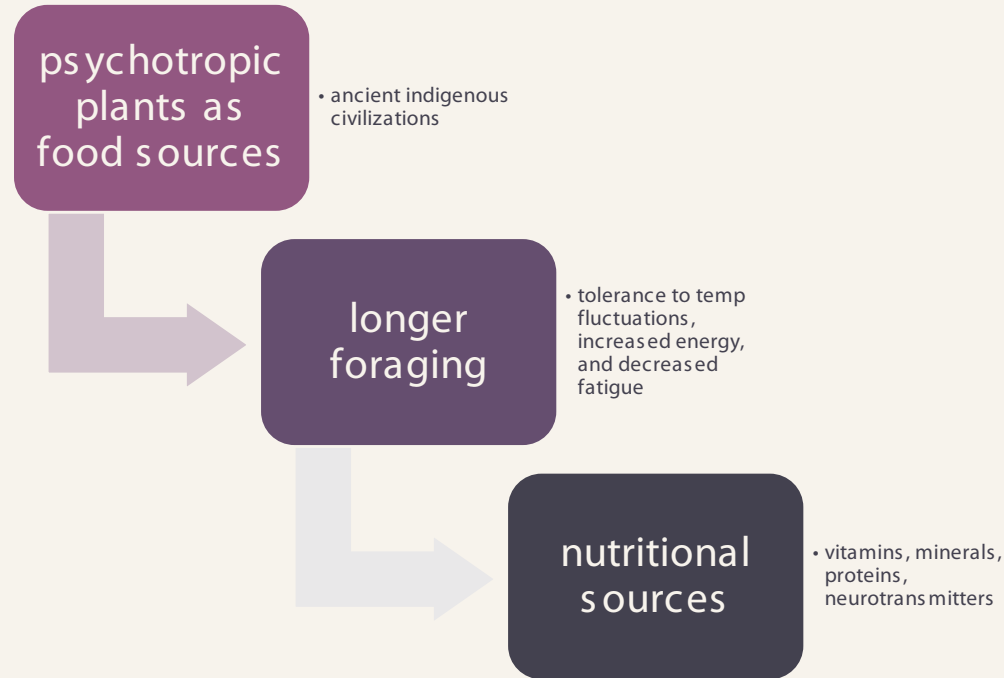 psychotropic
plants as
food sources
• ancient indigenous
civilizations
longer
foraging
• tolerance to temp
fluctuations,
increased energy,
and decreased
fatigue
nutritional
sources
• vitamins, minerals,
proteins,
neurotransmitters